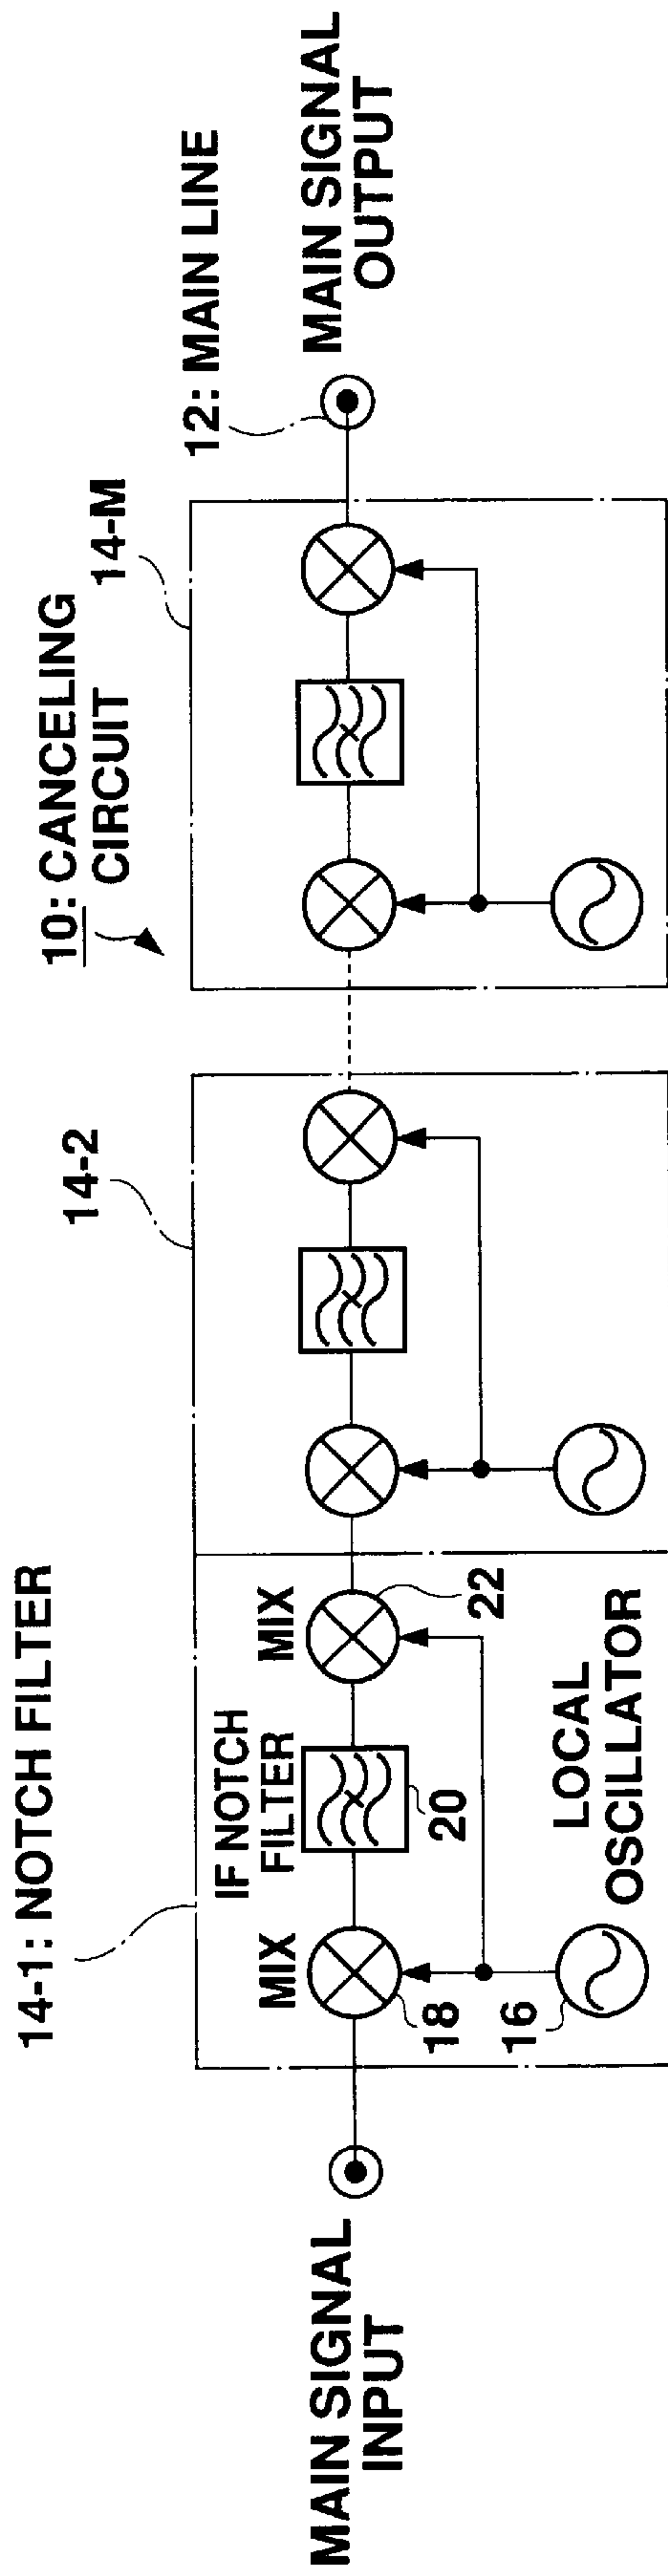 10: CANCELING
CIRCUIT
14-1: NOTCH FILTER
14-2
14-M
12: MAIN LINE
MAIN SIGNAL
INPUT
MIX
IF NOTCH
FILTER
MIX
18
20
22
16
LOCAL
OSCILLATOR
MAIN SIGNAL
OUTPUT